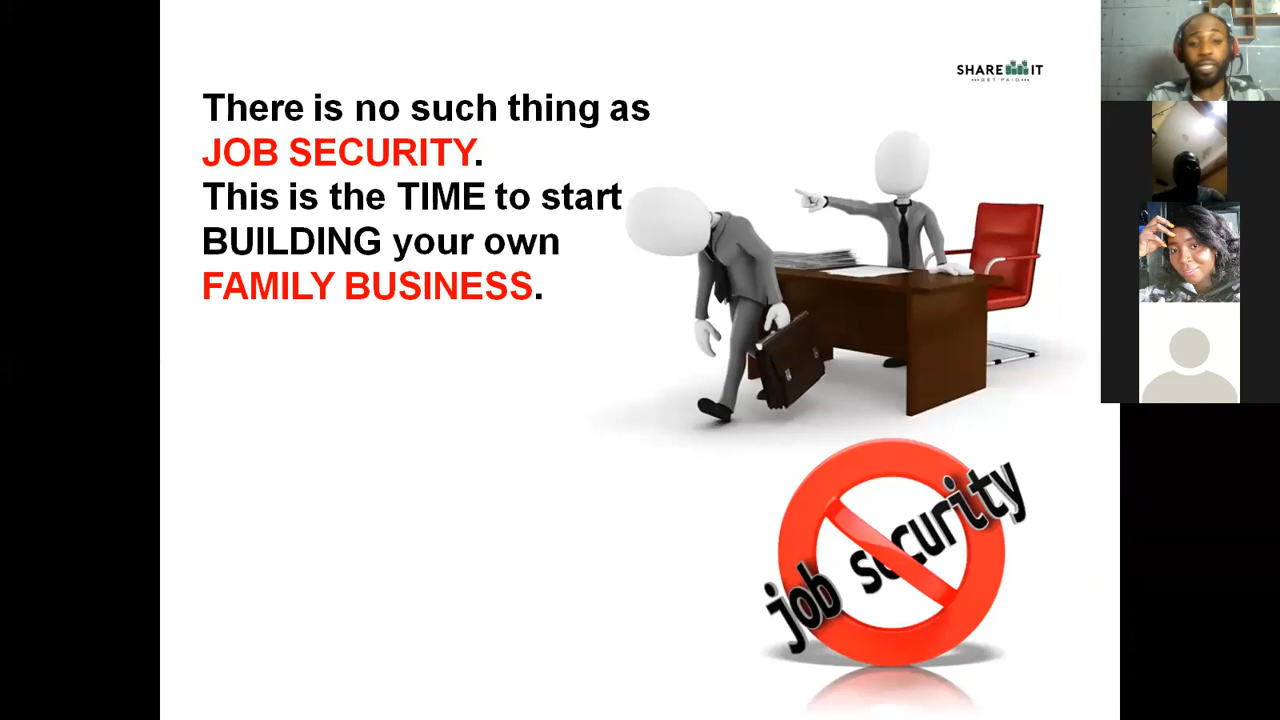 SHARE IT
GET PAID
There is no such thing as
JOB SECURITY.
This is the TIME to start
BUILDING your own
FAMILY BUSINESS.
job security